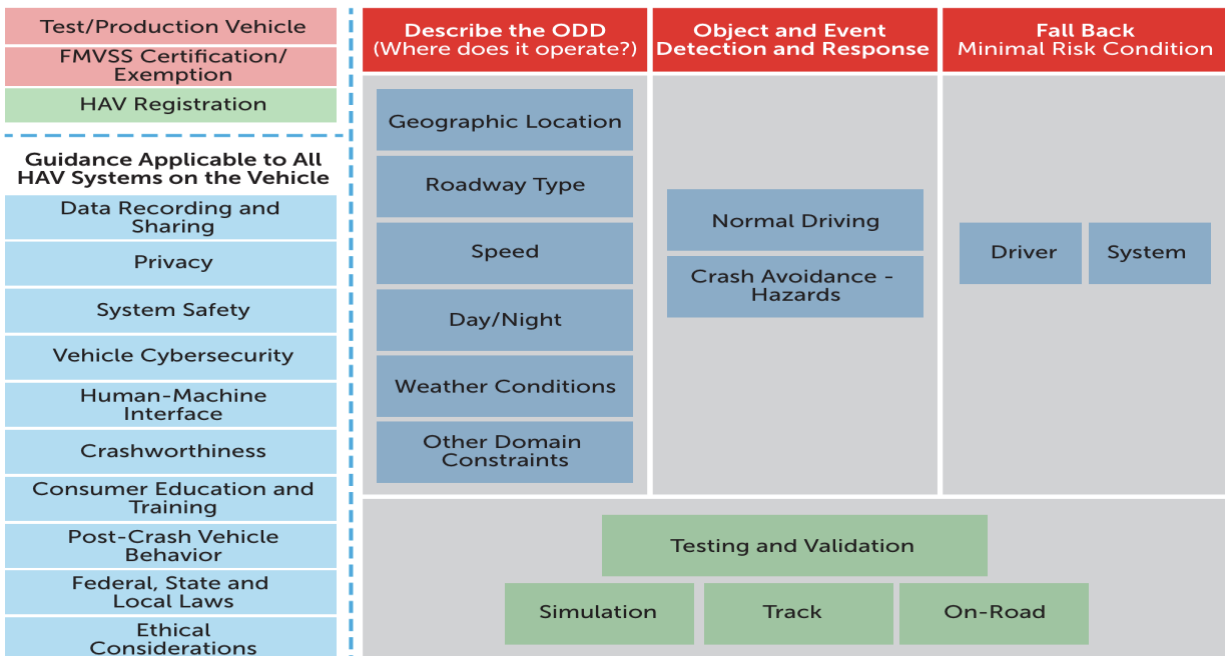 Test/Production Vehicle
FMVSS Certification/
Exemption
HAV Registration
Guidance Applicable to All
HAV Systems on the Vehicle
Data Recording and
Sharing
Privacy
System Safety
Vehicle Cybersecurity
Human-Machine
Interface
Crashworthiness
Consumer Education and
Training
Post-Crash Vehicle
Behavior
Federal, State and
Local Laws
Ethical
Considerations
Describe the ODD
(Where does it operate?)
Geographic Location
Roadway Type
Speed
Day/Night
Weather Conditions
Other Domain
Constraints
Object and Event
Detection and Response
Normal Driving
Crash Avoidance -
Hazards
Fall Back
Minimal Risk Condition
Driver
System
Testing and Validation
Simulation
Track
On-Road